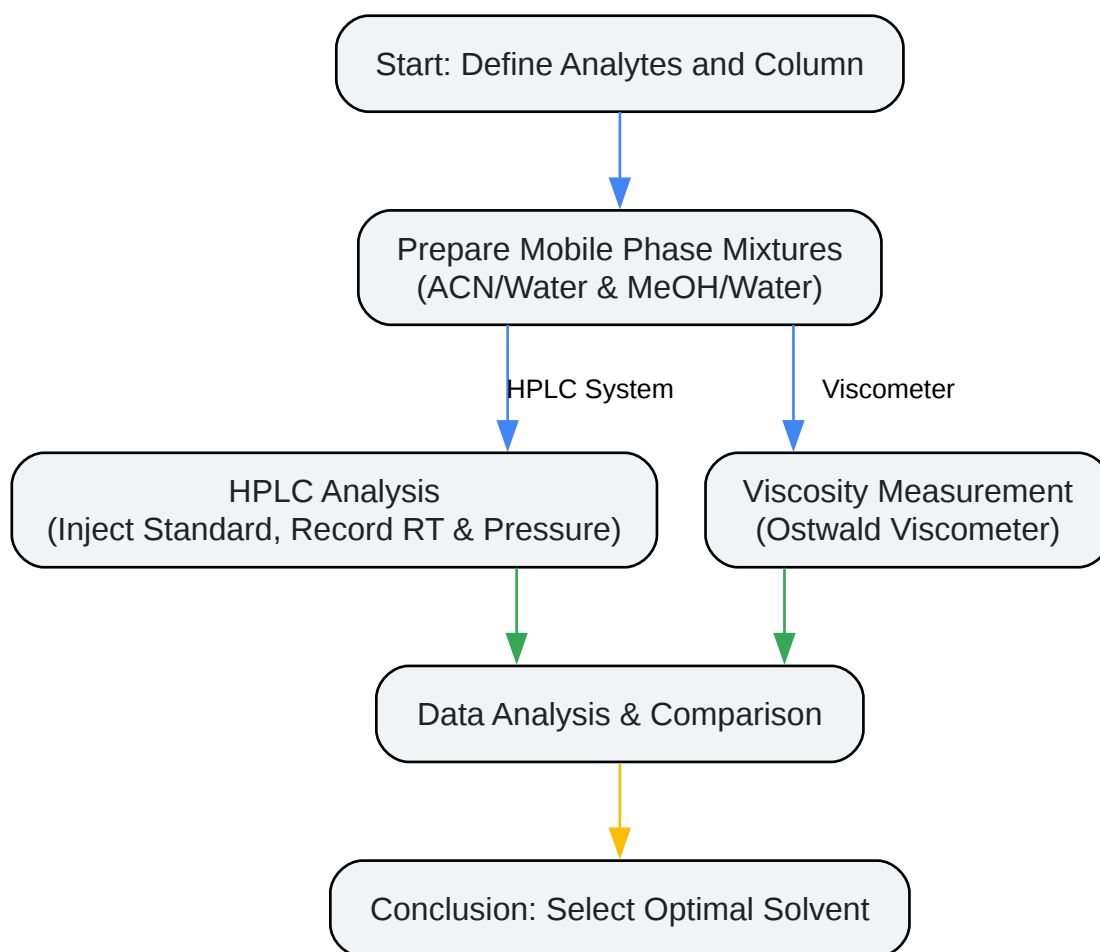 Start: Define Analytes and Column
Prepare Mobile Phase Mixtures
(ACN/Water & MeOH/Water)
HPLC System
Viscometer
HPLC Analysis
(Inject Standard, Record RT & Pressure)
Viscosity Measurement
(Ostwald Viscometer)
Data Analysis & Comparison
Conclusion: Select Optimal Solvent